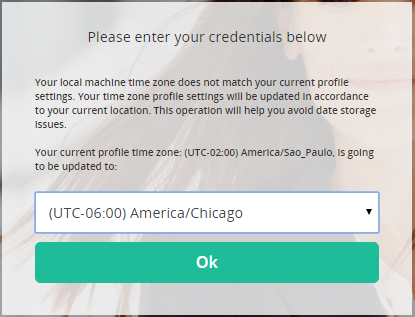 Please enter your credentials below
Your local machine time zone does not match your current profile
settings. Your time zone profile settings will be updated in accordance
to your current location. This operation will help you avoid date storage
issues.
Your current profile time zone: (UTC-02:00) America/Sao_Paulo, is going
to be updated to:
(UTC-06:00) America/Chicago
Ok